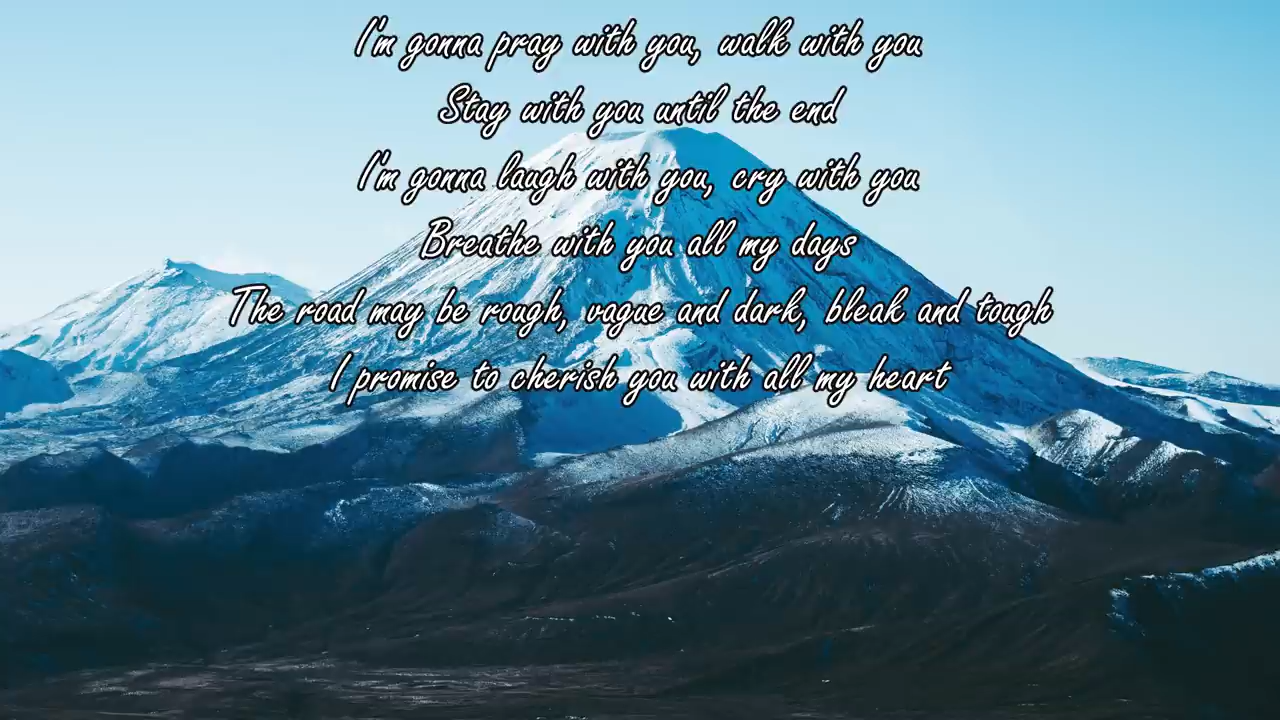 I'm gonna pray with you, walk with you
Stay with you until the end
I'm gonna laugh with you, cry with you
Breathe with you all my days
The road may be rough, vague and dark, bleak and tough
I promise to cherish you with all my heart